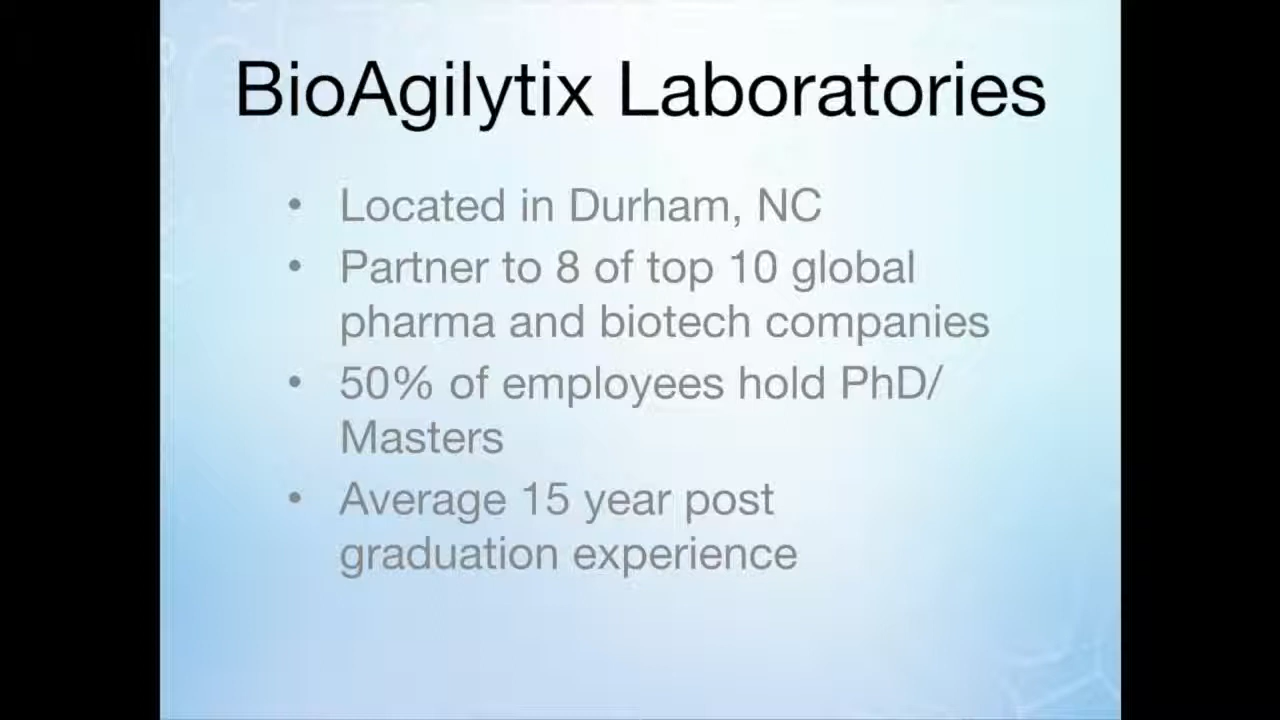 BioAgilytix Laboratories
• Located in Durham, NC
• Partner to 8 of top 10 global
pharma and biotech companies
• 50% of employees hold PhD/
Masters
• Average 15 year post
graduation experience